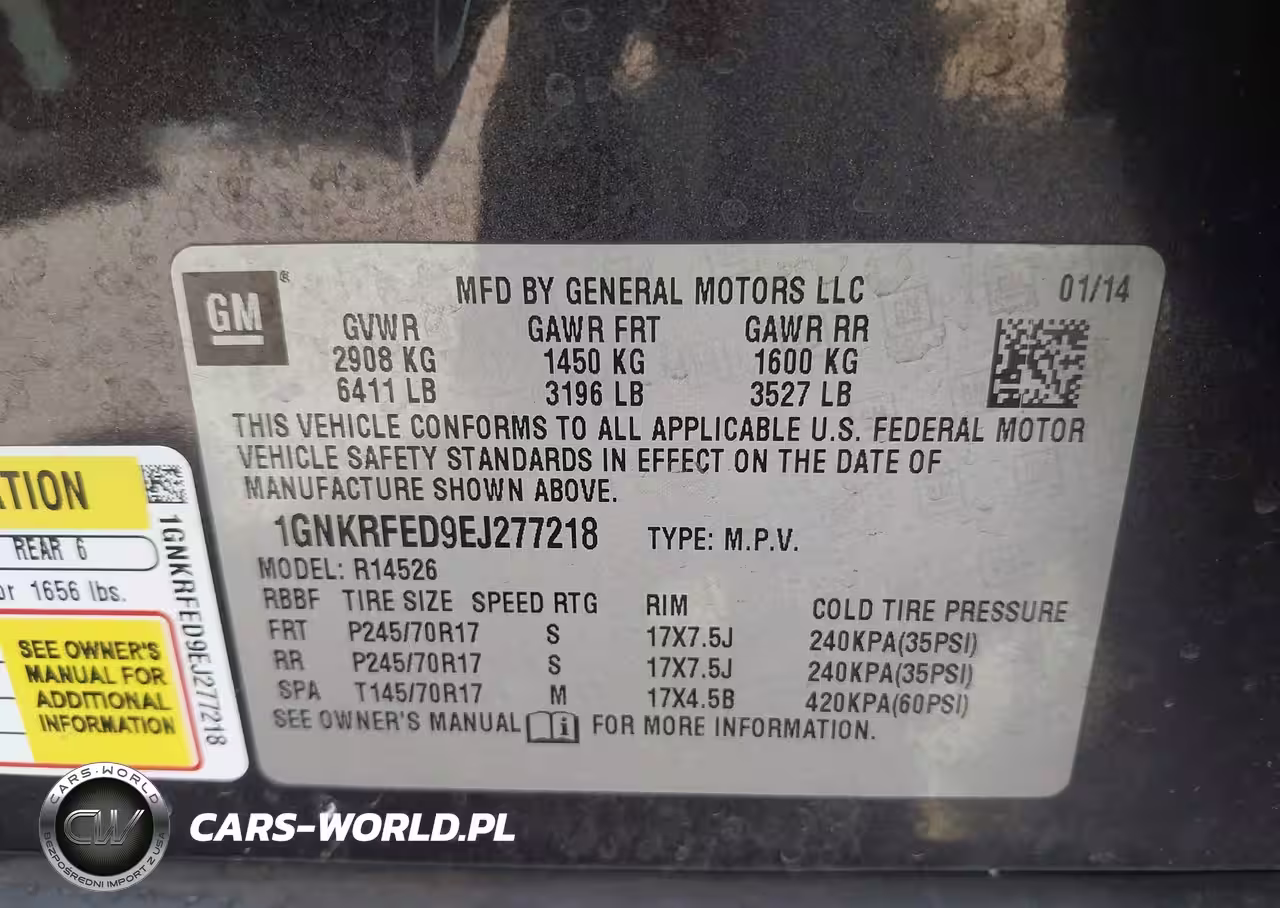 GM
®
MFD BY GENERAL MOTORS LLC
01/14
GVWR GAWR FRT GAWR RR
2908 KG 1450 KG 1600 KG
6411 LB 3196 LB 3527 LB
THIS VEHICLE CONFORMS TO ALL APPLICABLE U.S. FEDERAL MOTOR
VEHICLE SAFETY STANDARDS IN EFFECT ON THE DATE OF
MANUFACTURE SHOWN ABOVE.
1GNKRFED9EJ277218 TYPE: M.P.V.
MODEL: R14526
RBBF TIRE SIZE SPEED RTG RIM COLD TIRE PRESSURE
FRT P245/70R17 S 17X7.5J 240KPA(35PSI)
RR P245/70R17 S 17X7.5J 240KPA(35PSI)
SPA T145/70R17 M 17X4.5B 420KPA(60PSI)
SEE OWNER'S MANUAL i FOR MORE INFORMATION.
ATION
REAR 6
or 1656 lbs.
SEE OWNER'S
MANUAL FOR
ADDITIONAL
INFORMATION
1GNKRFED9EJ277218
CARS-WORLD
CW
BEZPOŚREDNI IMPORT Z USA
CARS-WORLD.PL